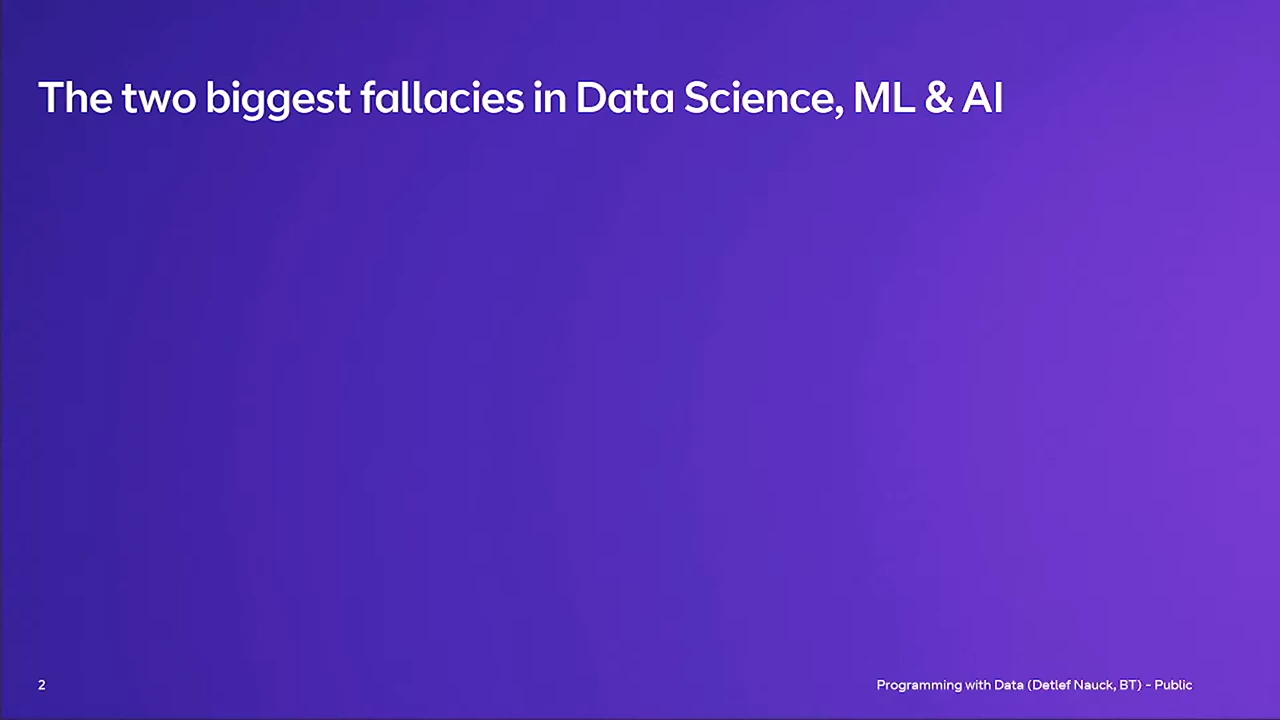 The two biggest fallacies in Data Science, ML & AI
2
Programming with Data (Detlef Nauck, BT) – Public